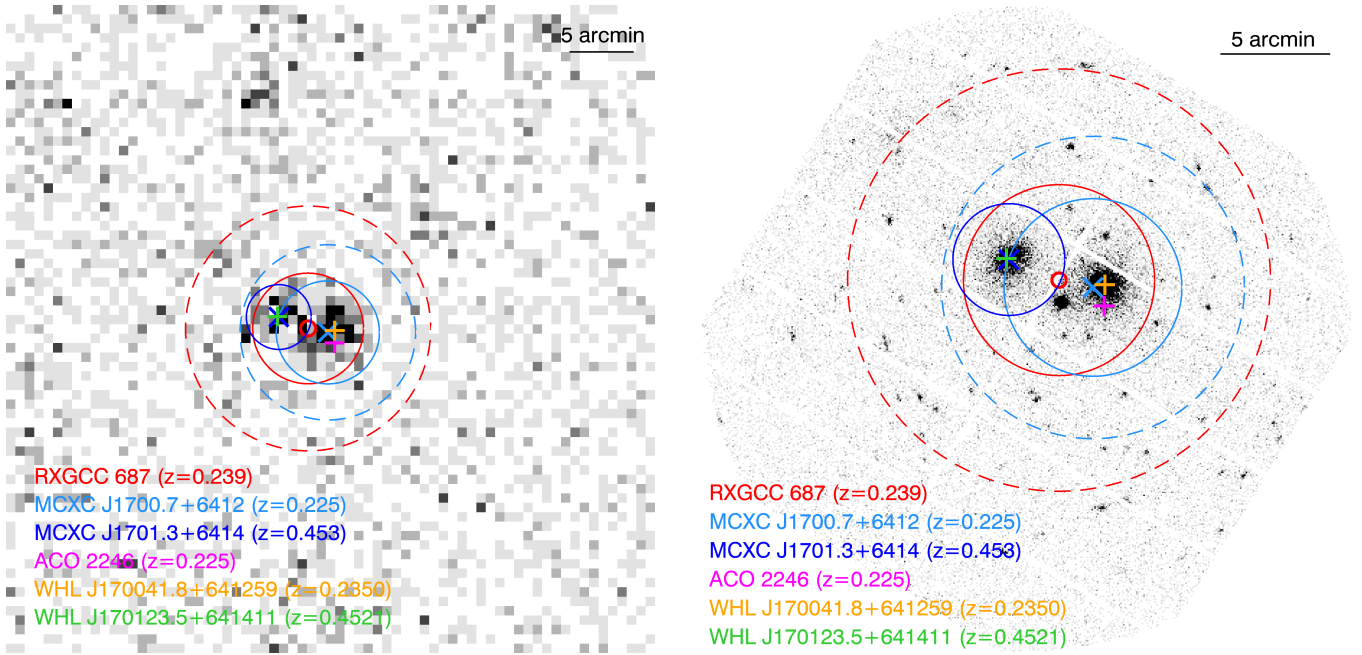 5 arcmin
RXGCC 687 (z=0.239)
MCXC J1700.7+6412 (z=0.225)
MCXC J1701.3+6414 (z=0.453)
ACO 2246 (z=0.225)
WHL J170041.8+641259 (z=0.2350)
WHL J170123.5+641411 (z=0.4521)
5 arcmin
RXGCC 687 (z=0.239)
MCXC J1700.7+6412 (z=0.225)
MCXC J1701.3+6414 (z=0.453)
ACO 2246 (z=0.225)
WHL J170041.8+641259 (z=0.2350)
WHL J170123.5+641411 (z=0.4521)